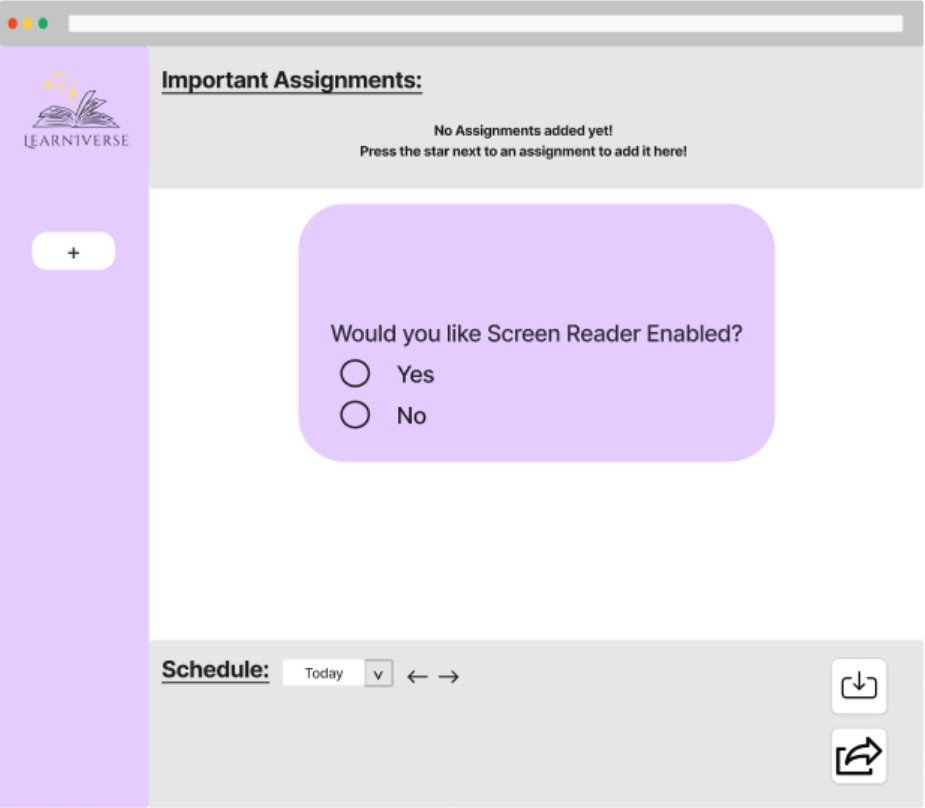 LEARNIVERSE
+
Important Assignments:
No Assignments added yet!
Press the star next to an assignment to add it here!
Would you like Screen Reader Enabled?
Yes
No
Schedule:
Today v